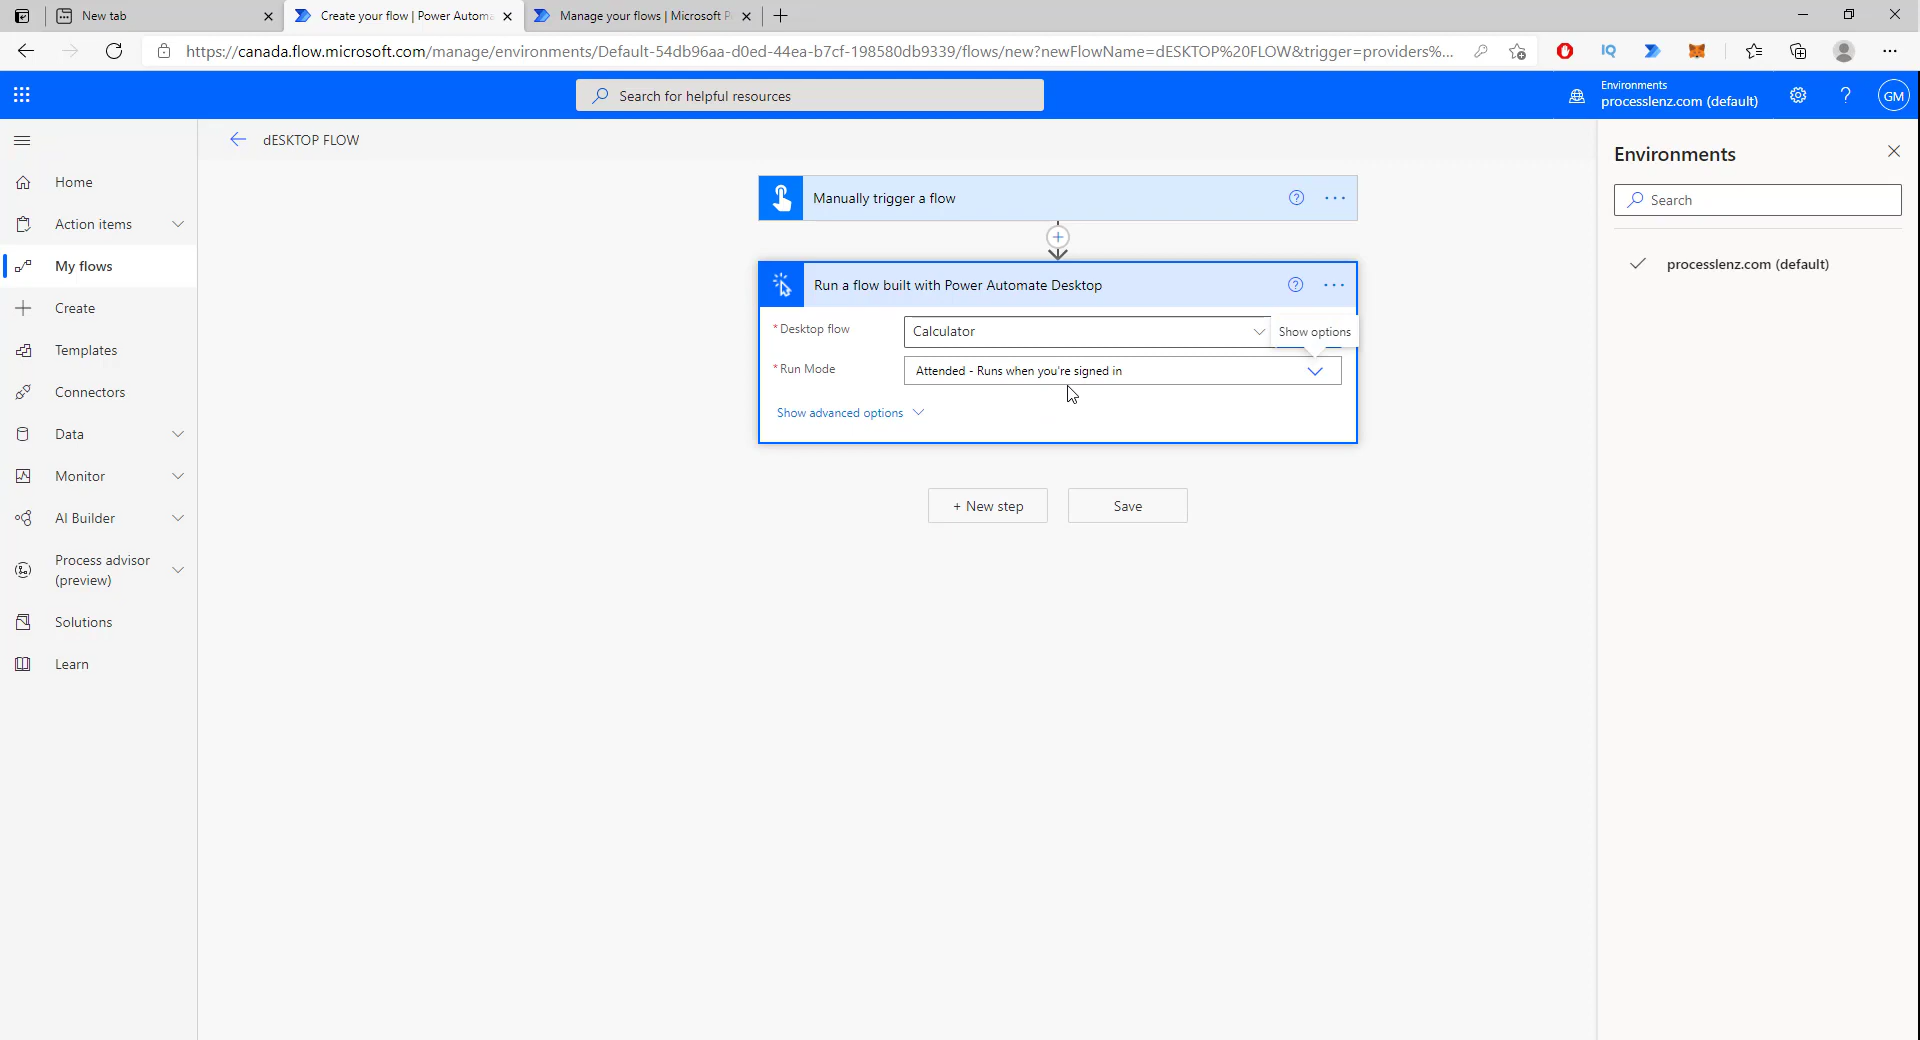 New tab
Create your flow | Power Automa
Manage your flows | Microsoft P
https://canada.flow.microsoft.com/manage/environments/Default-54db96aa-d0ed-44ea-b7cf-198580db9339/flows/new?newFlowName=dESKTOP%20FLOW&trigger=providers%...
IQ
Search for helpful resources
Environments
processlenz.com (default)
?
GM
dESKTOP FLOW
Home
Action items
My flows
Create
Templates
Connectors
Data
Monitor
AI Builder
Process advisor
(preview)
Solutions
Learn
Manually trigger a flow
?
Run a flow built with Power Automate Desktop
?
* Desktop flow
Calculator
Show options
* Run Mode
Attended - Runs when you're signed in
Show advanced options
+ New step
Save
Environments
Search
processlenz.com (default)